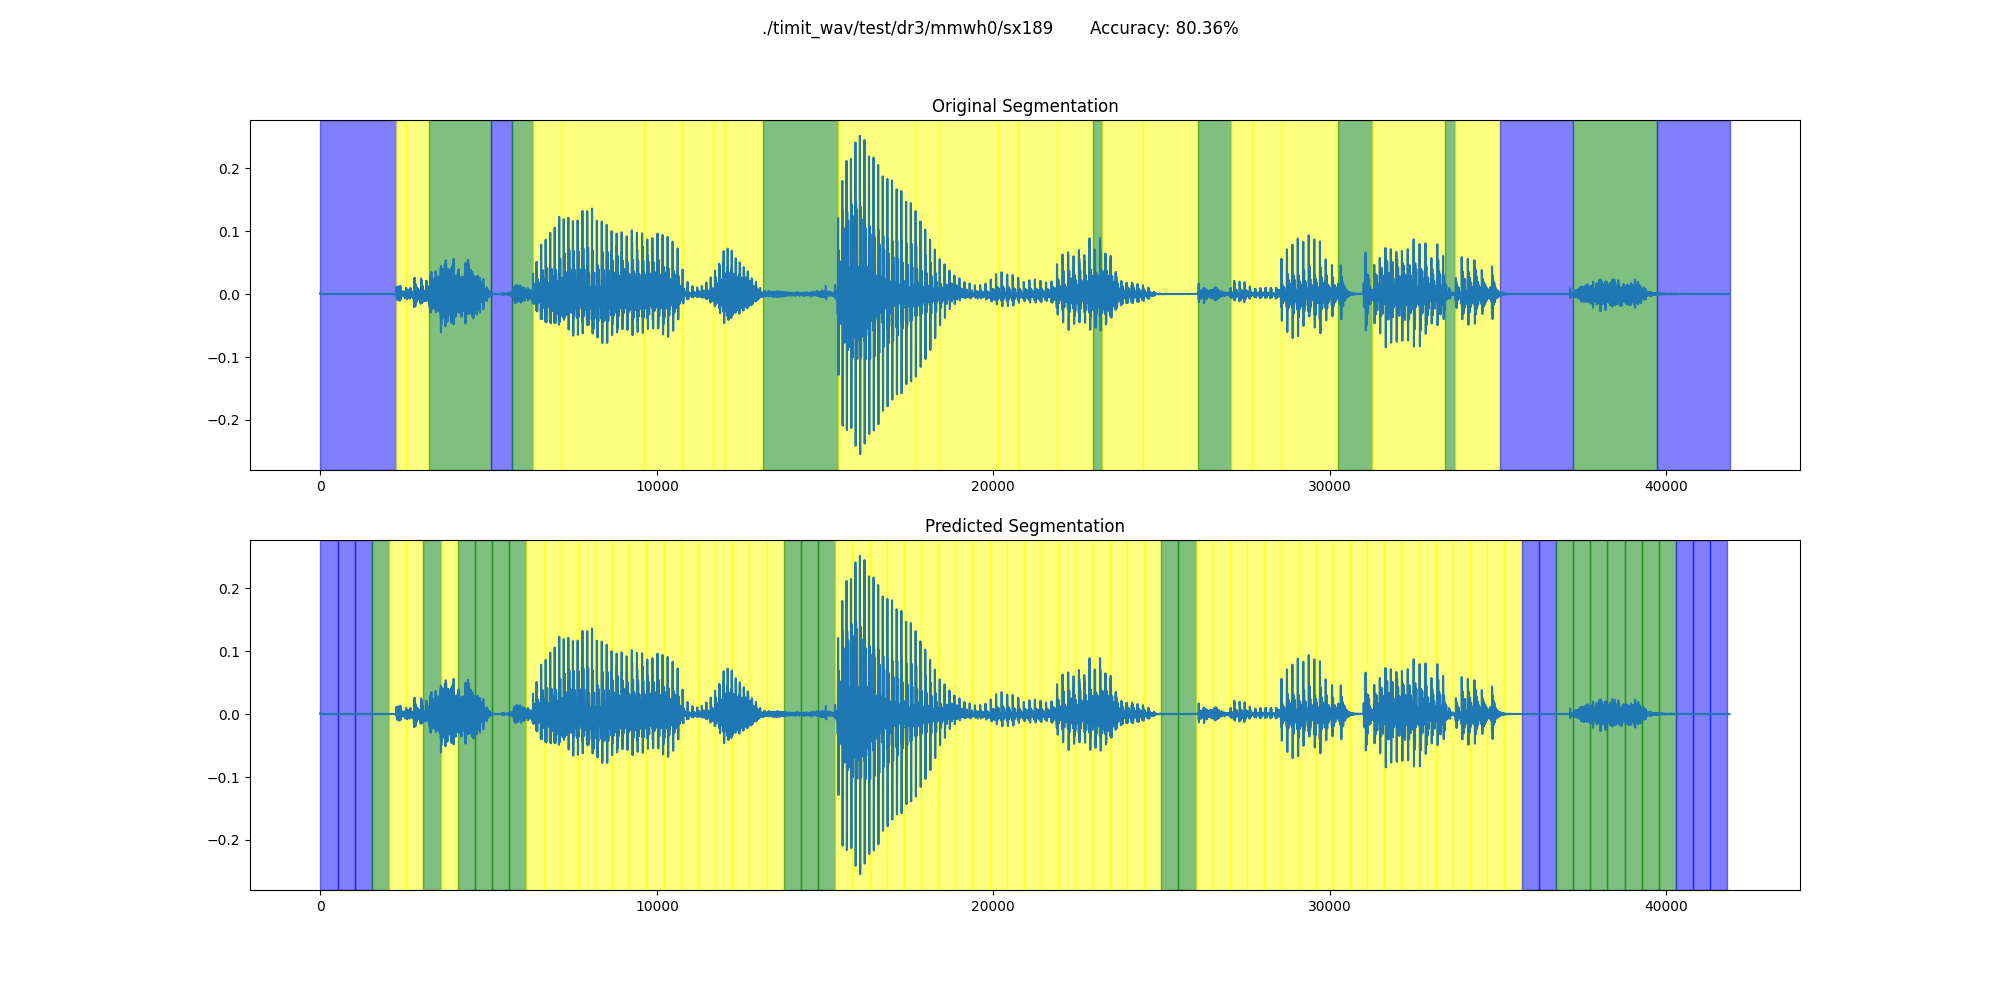 ./timit_wav/test/dr3/mmwh0/sx189 Accuracy: 80.36%
Original Segmentation
0.2
0.1
0.0
−0.1
−0.2
0 10000 20000 30000 40000
Predicted Segmentation
0.2
0.1
0.0
−0.1
−0.2
0 10000 20000 30000 40000